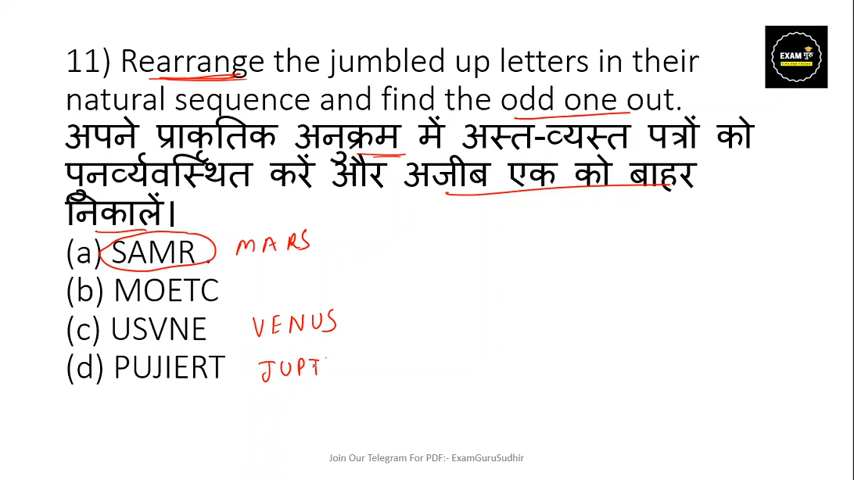 EXAM गुरु
11) Rearrange the jumbled up letters in their
natural sequence and find the odd one out.
अपने प्राकृतिक अनुक्रम में अस्त-व्यस्त पत्रों को
पुनर्व्यवस्थित करें और अजीब एक को बाहर
निकालें।
(a) SAMR . MARS
(b) MOETC
(c) USVNE VENUS
(d) PUJIERT JUPT
Join Our Telegram For PDF:- ExamGuruSudhir